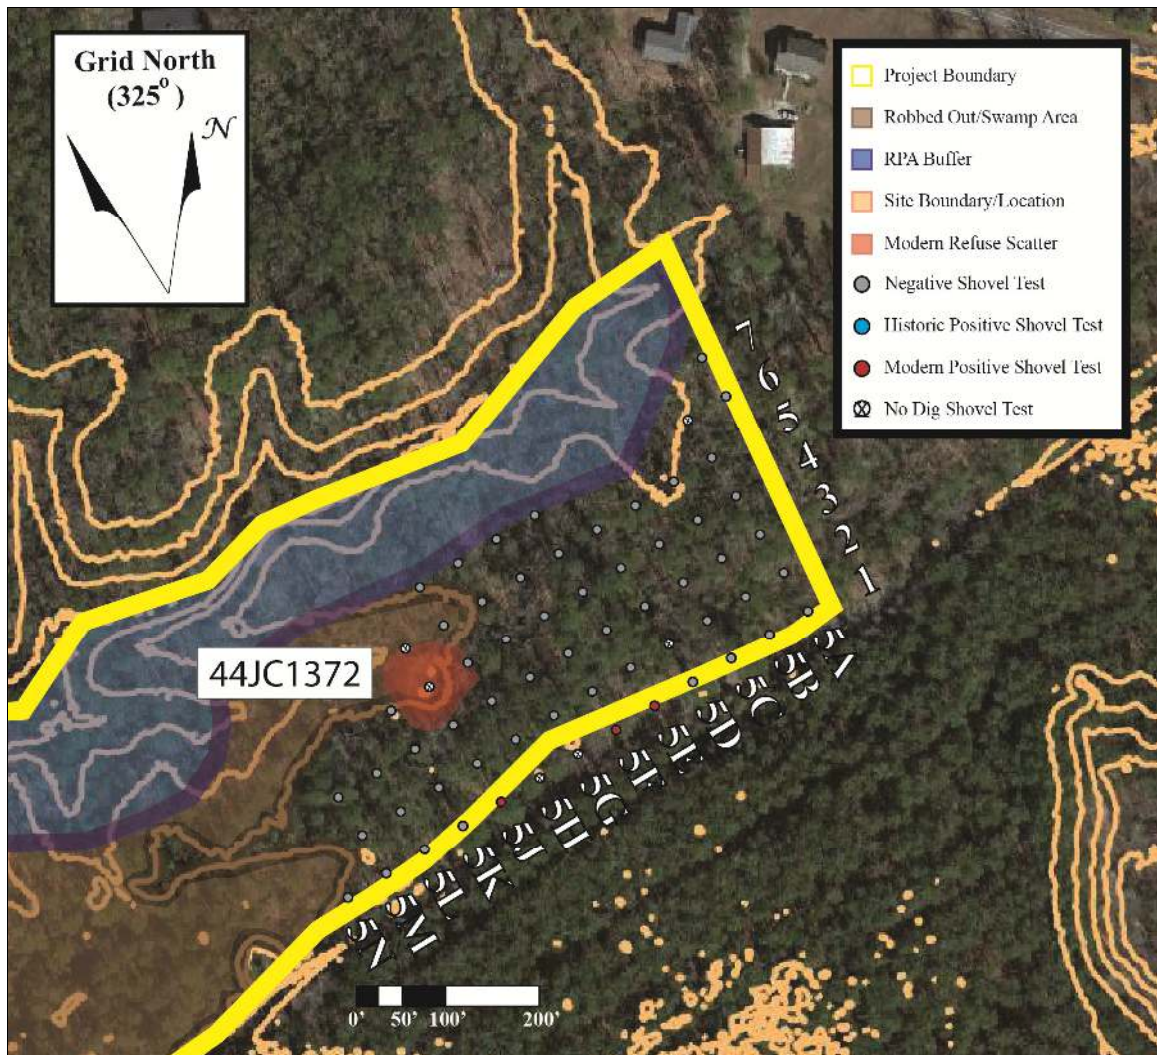 Grid North
(325°)
N
Project Boundary
Robbed Out/Swamp Area
RPA Buffer
Site Boundary/Location
Modern Refuse Scatter
Negative Shovel Test
Historic Positive Shovel Test
Modern Positive Shovel Test
No Dig Shovel Test
7
6
5
4
3
2
1
44JC1372
5A
5B
5C
5D
5E
5F
5G
5H
5J
5K
5L
5M
5N
0' 50' 100' 200'